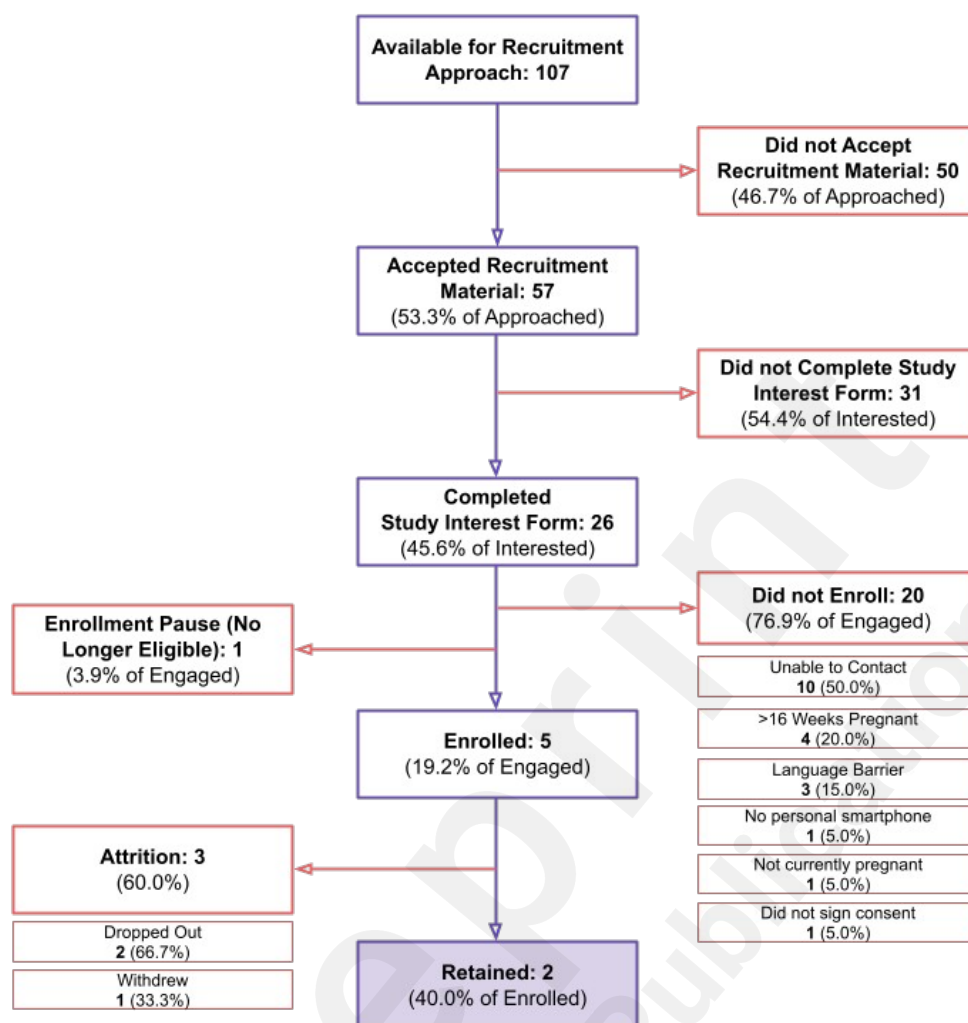 Available for Recruitment
Approach: 107
Did not Accept
Recruitment Material: 50
(46.7% of Approached)
Accepted Recruitment
Material: 57
(53.3% of Approached)
Did not Complete Study
Interest Form: 31
(54.4% of Interested)
Completed
Study Interest Form: 26
(45.6% of Interested)
Did not Enroll: 20
(76.9% of Engaged)
Enrollment Pause (No
Longer Eligible): 1
(3.9% of Engaged)
Unable to Contact
10 (50.0%)
>16 Weeks Pregnant
4 (20.0%)
Language Barrier
3 (15.0%)
No personal smartphone
1 (5.0%)
Not currently pregnant
1 (5.0%)
Did not sign consent
1 (5.0%)
Enrolled: 5
(19.2% of Engaged)
Attrition: 3
(60.0%)
Dropped Out
2 (66.7%)
Withdrew
1 (33.3%)
Retained: 2
(40.0% of Enrolled)
eprint
Publication